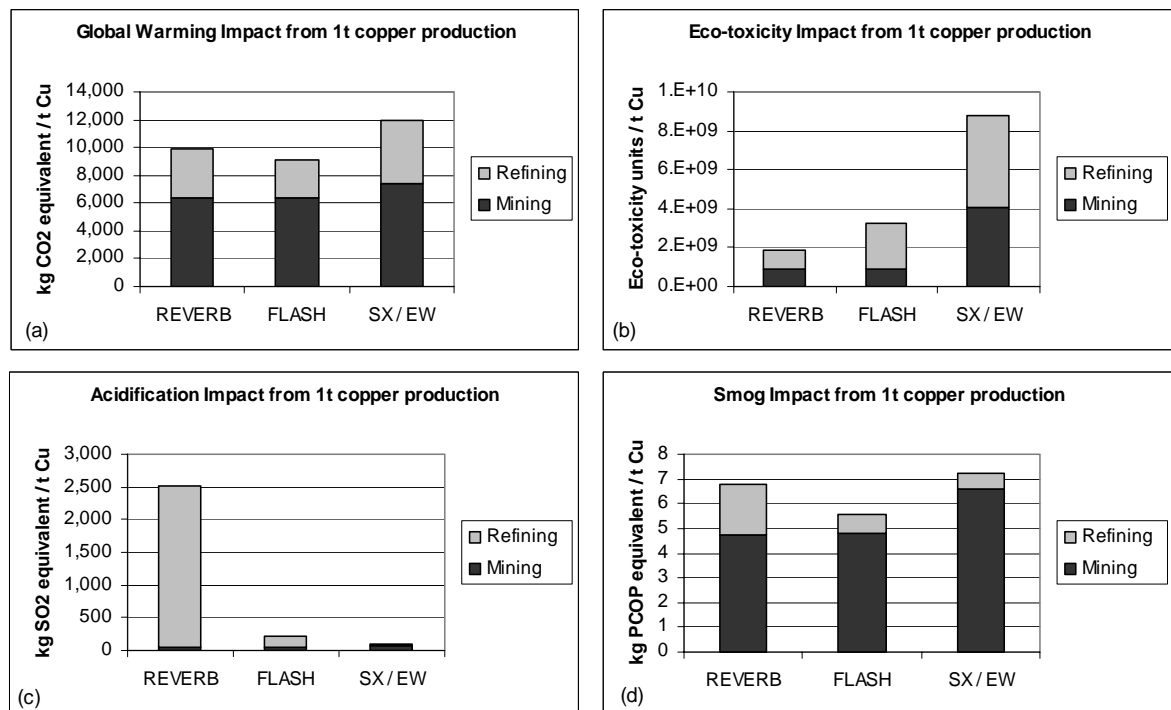 Global Warming Impact from 1t copper production
kg CO2 equivalent / t Cu
14,000
12,000
10,000
8,000
6,000
4,000
2,000
0
REVERB FLASH SX / EW
Refining
Mining
(a)
Eco-toxicity Impact from 1t copper production
Eco-toxicity units / t Cu
1.E+10
8.E+09
6.E+09
4.E+09
2.E+09
0.E+00
REVERB FLASH SX / EW
Refining
Mining
(b)
Acidification Impact from 1t copper production
kg SO2 equivalent / t Cu
3,000
2,500
2,000
1,500
1,000
500
0
REVERB FLASH SX / EW
Refining
Mining
(c)
Smog Impact from 1t copper production
kg PCOP equivalent / t Cu
8
7
6
5
4
3
2
1
0
REVERB FLASH SX / EW
Refining
Mining
(d)